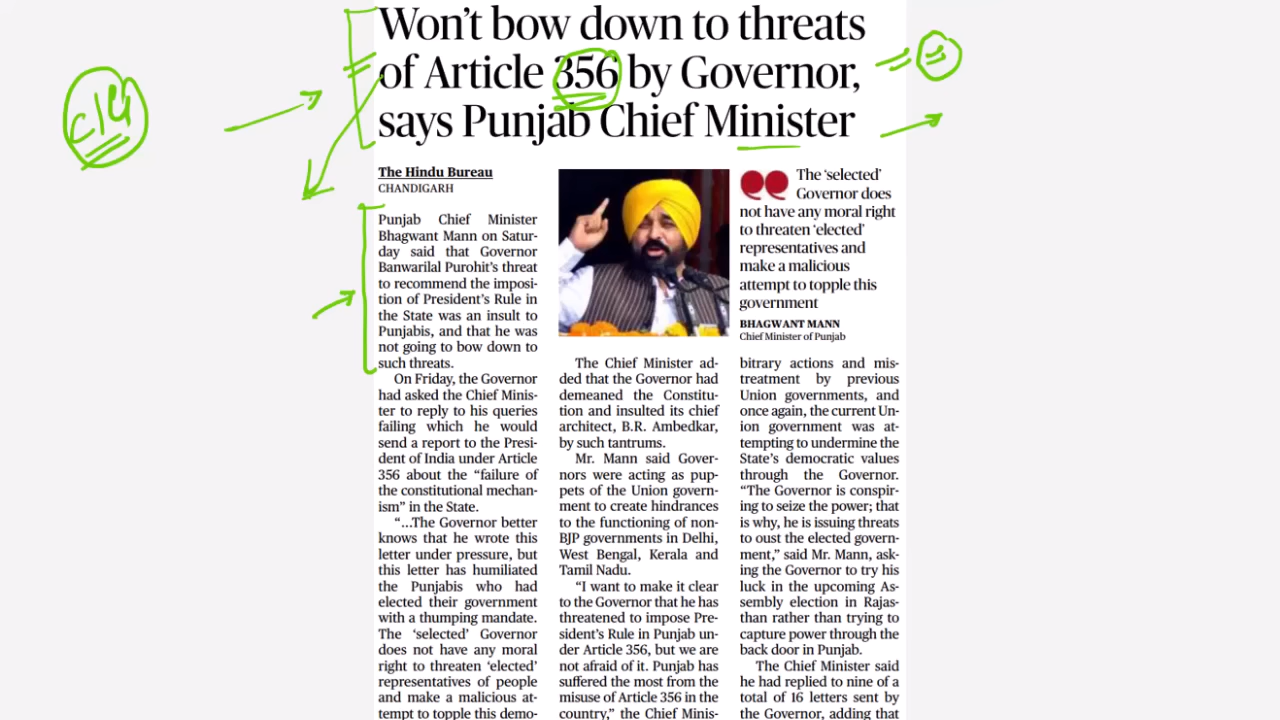 Won't bow down to threats
of Article 356 by Governor,
says Punjab Chief Minister
The Hindu Bureau
CHANDIGARH
Punjab Chief Minister
Bhagwant Mann on Satur-
day said that Governor
Banwarilal Purohit's threat
to recommend the imposi-
tion of President's Rule in
the State was an insult to
Punjabis, and that he was
not going to bow down to
such threats.
On Friday, the Governor
had asked the Chief Minis-
ter to reply to his queries
failing which he would
send a report to the Presi-
dent of India under Article
356 about the “failure of
the constitutional mechan-
ism” in the State.
“...The Governor better
knows that he wrote this
letter under pressure, but
this letter has humiliated
the Punjabis who had
elected their government
with a thumping mandate.
The ‘selected’ Governor
does not have any moral
right to threaten ‘elected’
representatives of people
and make a malicious at-
tempt to topple this demo-
The ‘selected’
Governor does
not have any moral right
to threaten ‘elected’
representatives and
make a malicious
attempt to topple this
government
BHAGWANT MANN
Chief Minister of Punjab
The Chief Minister ad-
ded that the Governor had
demeaned the Constitu-
tion and insulted its chief
architect, B.R. Ambedkar,
by such tantrums.
Mr. Mann said Gover-
nors were acting as pup-
pets of the Union govern-
ment to create hindrances
to the functioning of non-
BJP governments in Delhi,
West Bengal, Kerala and
Tamil Nadu.
“I want to make it clear
to the Governor that he has
threatened to impose Pre-
sident's Rule in Punjab un-
der Article 356, but we are
not afraid of it. Punjab has
suffered the most from the
misuse of Article 356 in the
country,” the Chief Minis-
bitrary actions and mis-
treatment by previous
Union governments, and
once again, the current Un-
ion government was at-
tempting to undermine the
State's democratic values
through the Governor.
“The Governor is conspir-
ing to seize the power; that
is why, he is issuing threats
to oust the elected govern-
ment,” said Mr. Mann, ask-
ing the Governor to try his
luck in the upcoming As-
sembly election in Rajas-
than rather than trying to
capture power through the
back door in Punjab.
The Chief Minister said
he had replied to nine of a
total of 16 letters sent by
the Governor, adding that